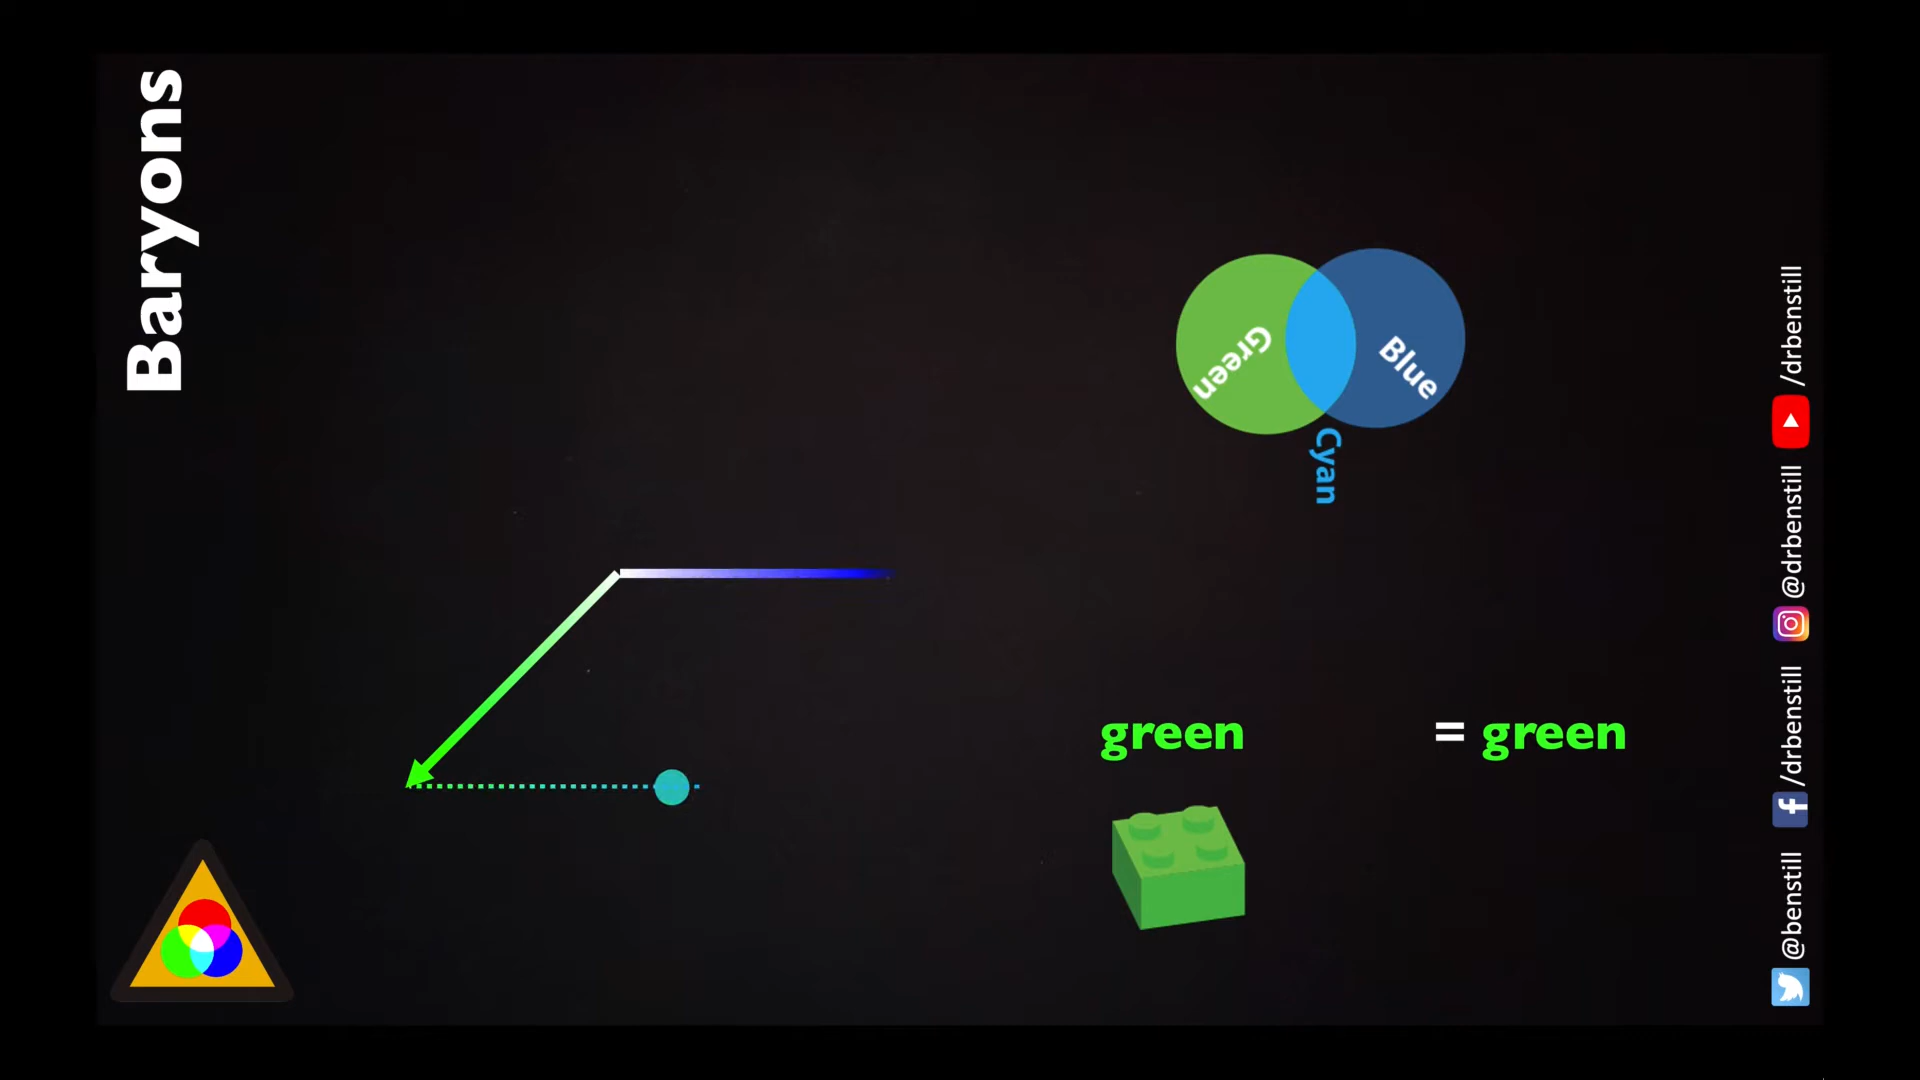 Baryons
Green
Blue
Cyan
green = green
/drbenstill
@drbenstill
/drbenstill
@benstill